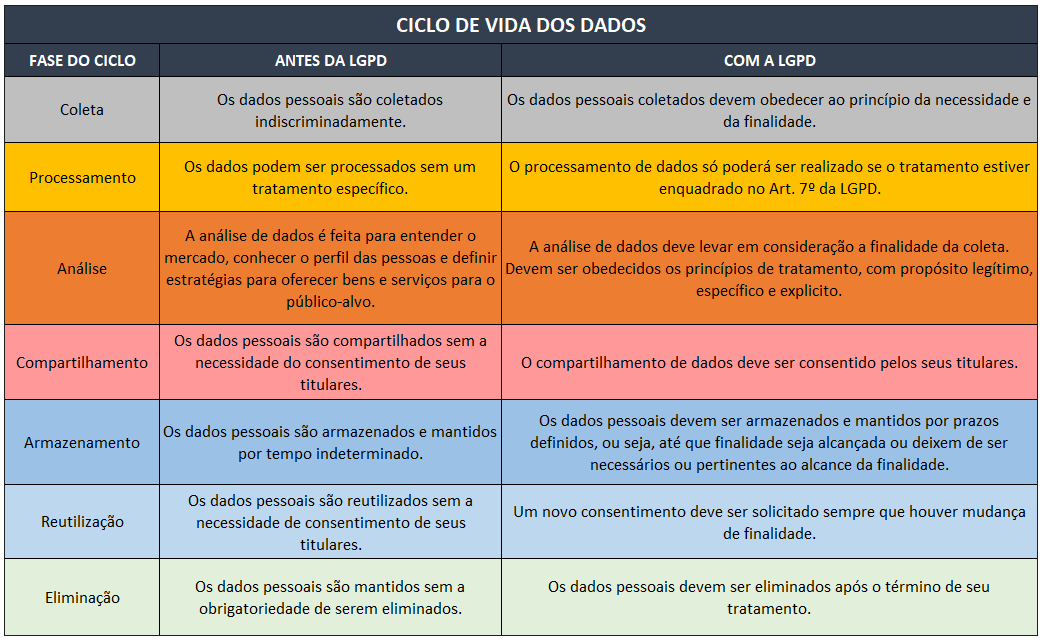 CICLO DE VIDA DOS DADOS
FASE DO CICLO
ANTES DA LGPD
COM A LGPD
Coleta
Os dados pessoais são coletados
indiscriminadamente.
Os dados pessoais coletados devem obedecer ao princípio da necessidade e
da finalidade.
Processamento
Os dados podem ser processados sem um
tratamento específico.
O processamento de dados só poderá ser realizado se o tratamento estiver
enquadrado no Art. 7º da LGPD.
Análise
A análise de dados é feita para entender o
mercado, conhecer o perfil das pessoas e definir
estratégias para oferecer bens e serviços para o
público-alvo.
A análise de dados deve levar em consideração a finalidade da coleta.
Devem ser obedecidos os princípios de tratamento, com propósito legítimo,
específico e explicito.
Compartilhamento
Os dados pessoais são compartilhados sem a
necessidade do consentimento de seus
titulares.
O compartilhamento de dados deve ser consentido pelos seus titulares.
Armazenamento
Os dados pessoais são armazenados e mantidos
por tempo indeterminado.
Os dados pessoais devem ser armazenados e mantidos por prazos
definidos, ou seja, até que finalidade seja alcançada ou deixem de ser
necessários ou pertinentes ao alcance da finalidade.
Reutilização
Os dados pessoais são reutilizados sem a
necessidade de consentimento de seus
titulares.
Um novo consentimento deve ser solicitado sempre que houver mudança
de finalidade.
Eliminação
Os dados pessoais são mantidos sem a
obrigatoriedade de serem eliminados.
Os dados pessoais devem ser eliminados após o término de seu
tratamento.